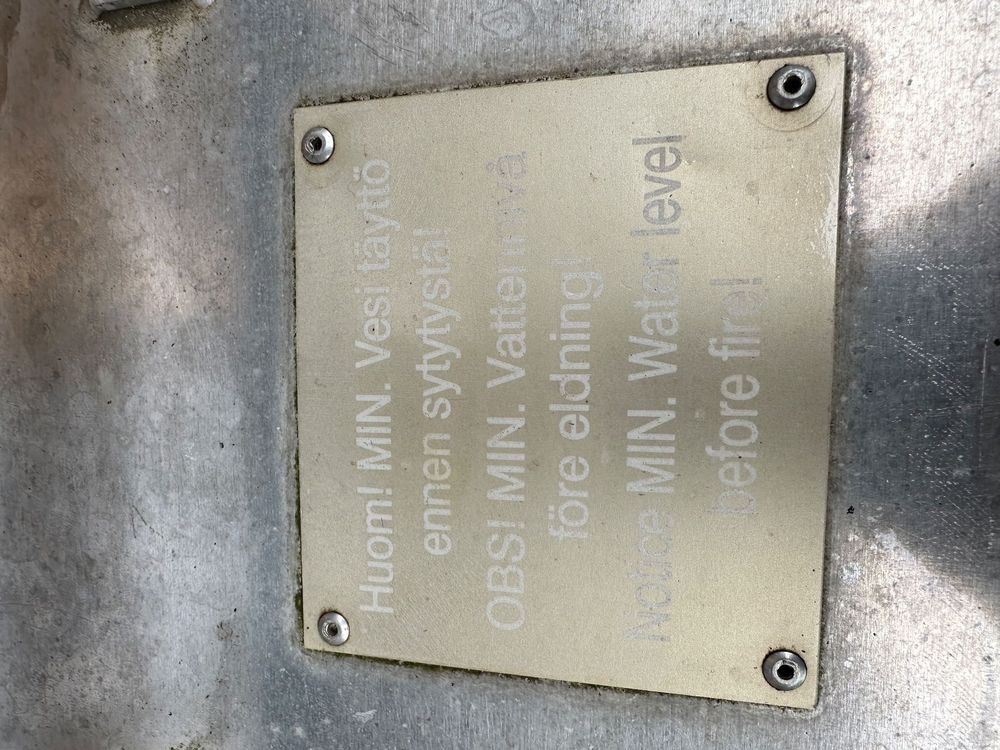 Huom! MIN. Vesi täyttö
ennen sytytystä!
OBS! MIN. Vattennivå
före eldning!
Notice MIN. Water level
before fire!